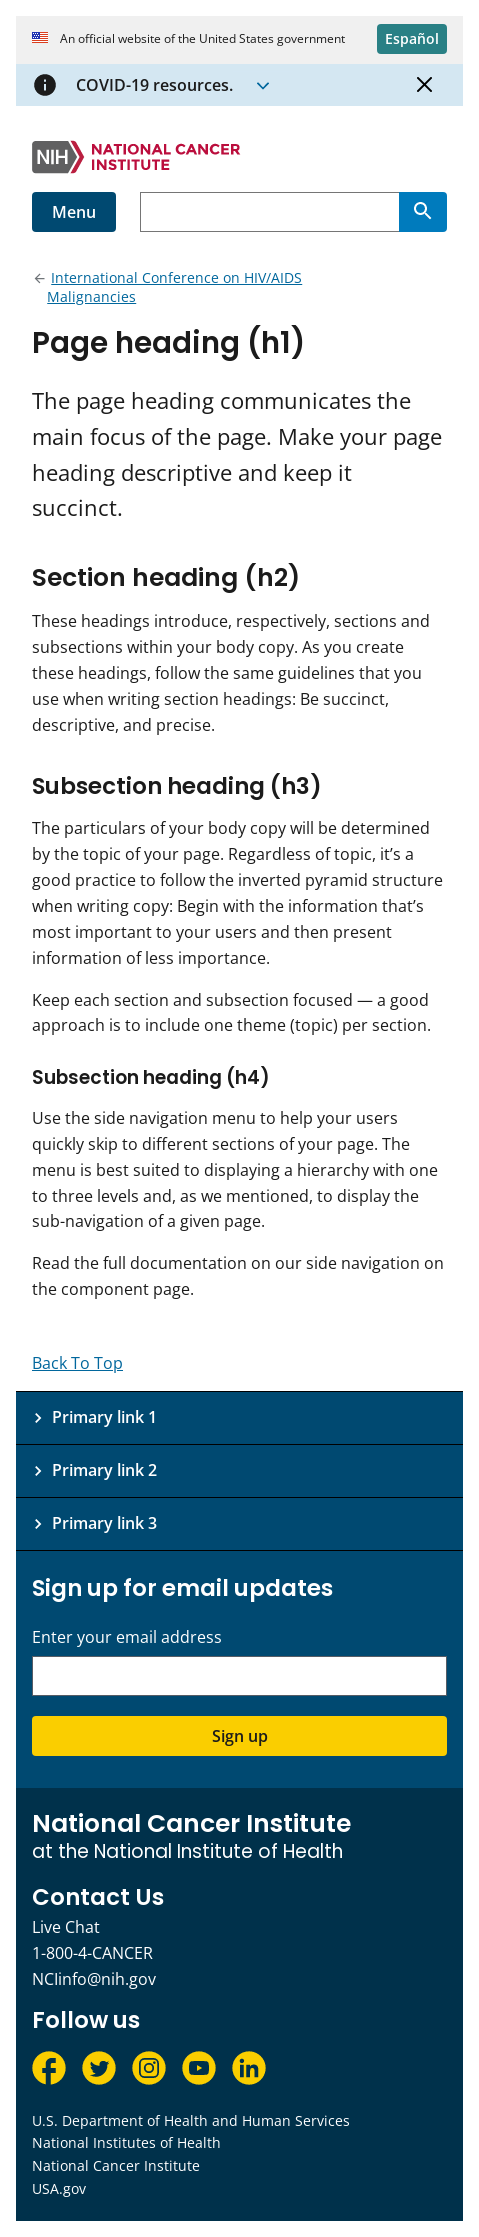 An official website of the United States government
Español
COVID-19 resources.
NIH
NATIONAL CANCER
INSTITUTE
Menu
International Conference on HIV/AIDS
Malignancies
Page heading (h1)
The page heading communicates the
main focus of the page. Make your page
heading descriptive and keep it
succinct.
Section heading (h2)
These headings introduce, respectively, sections and
subsections within your body copy. As you create
these headings, follow the same guidelines that you
use when writing section headings: Be succinct,
descriptive, and precise.
Subsection heading (h3)
The particulars of your body copy will be determined
by the topic of your page. Regardless of topic, it’s a
good practice to follow the inverted pyramid structure
when writing copy: Begin with the information that’s
most important to your users and then present
information of less importance.
Keep each section and subsection focused — a good
approach is to include one theme (topic) per section.
Subsection heading (h4)
Use the side navigation menu to help your users
quickly skip to different sections of your page. The
menu is best suited to displaying a hierarchy with one
to three levels and, as we mentioned, to display the
sub-navigation of a given page.
Read the full documentation on our side navigation on
the component page.
Back To Top
Primary link 1
Primary link 2
Primary link 3
Sign up for email updates
Enter your email address
Sign up
National Cancer Institute
at the National Institute of Health
Contact Us
Live Chat
1-800-4-CANCER
NCIinfo@nih.gov
Follow us
U.S. Department of Health and Human Services
National Institutes of Health
National Cancer Institute
USA.gov